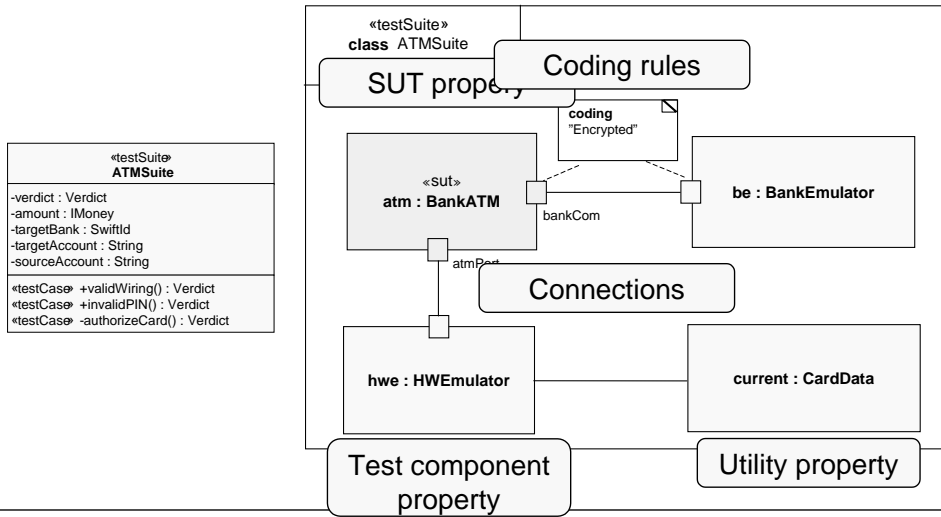 «testSuite»
class ATMSuite
Coding rules
SUT propery
coding
"Encrypted"
«testSuite»
ATMSuite
-verdict : Verdict
-amount : IMoney
-targetBank : SwiftId
-targetAccount : String
-sourceAccount : String
«testCase» +validWiring() : Verdict
«testCase» +invalidPIN() : Verdict
«testCase» -authorizeCard() : Verdict
«sut»
atm : BankATM
be : BankEmulator
bankCom
atmPort
Connections
hwe : HWEmulator
current : CardData
Test component
property
Utility property